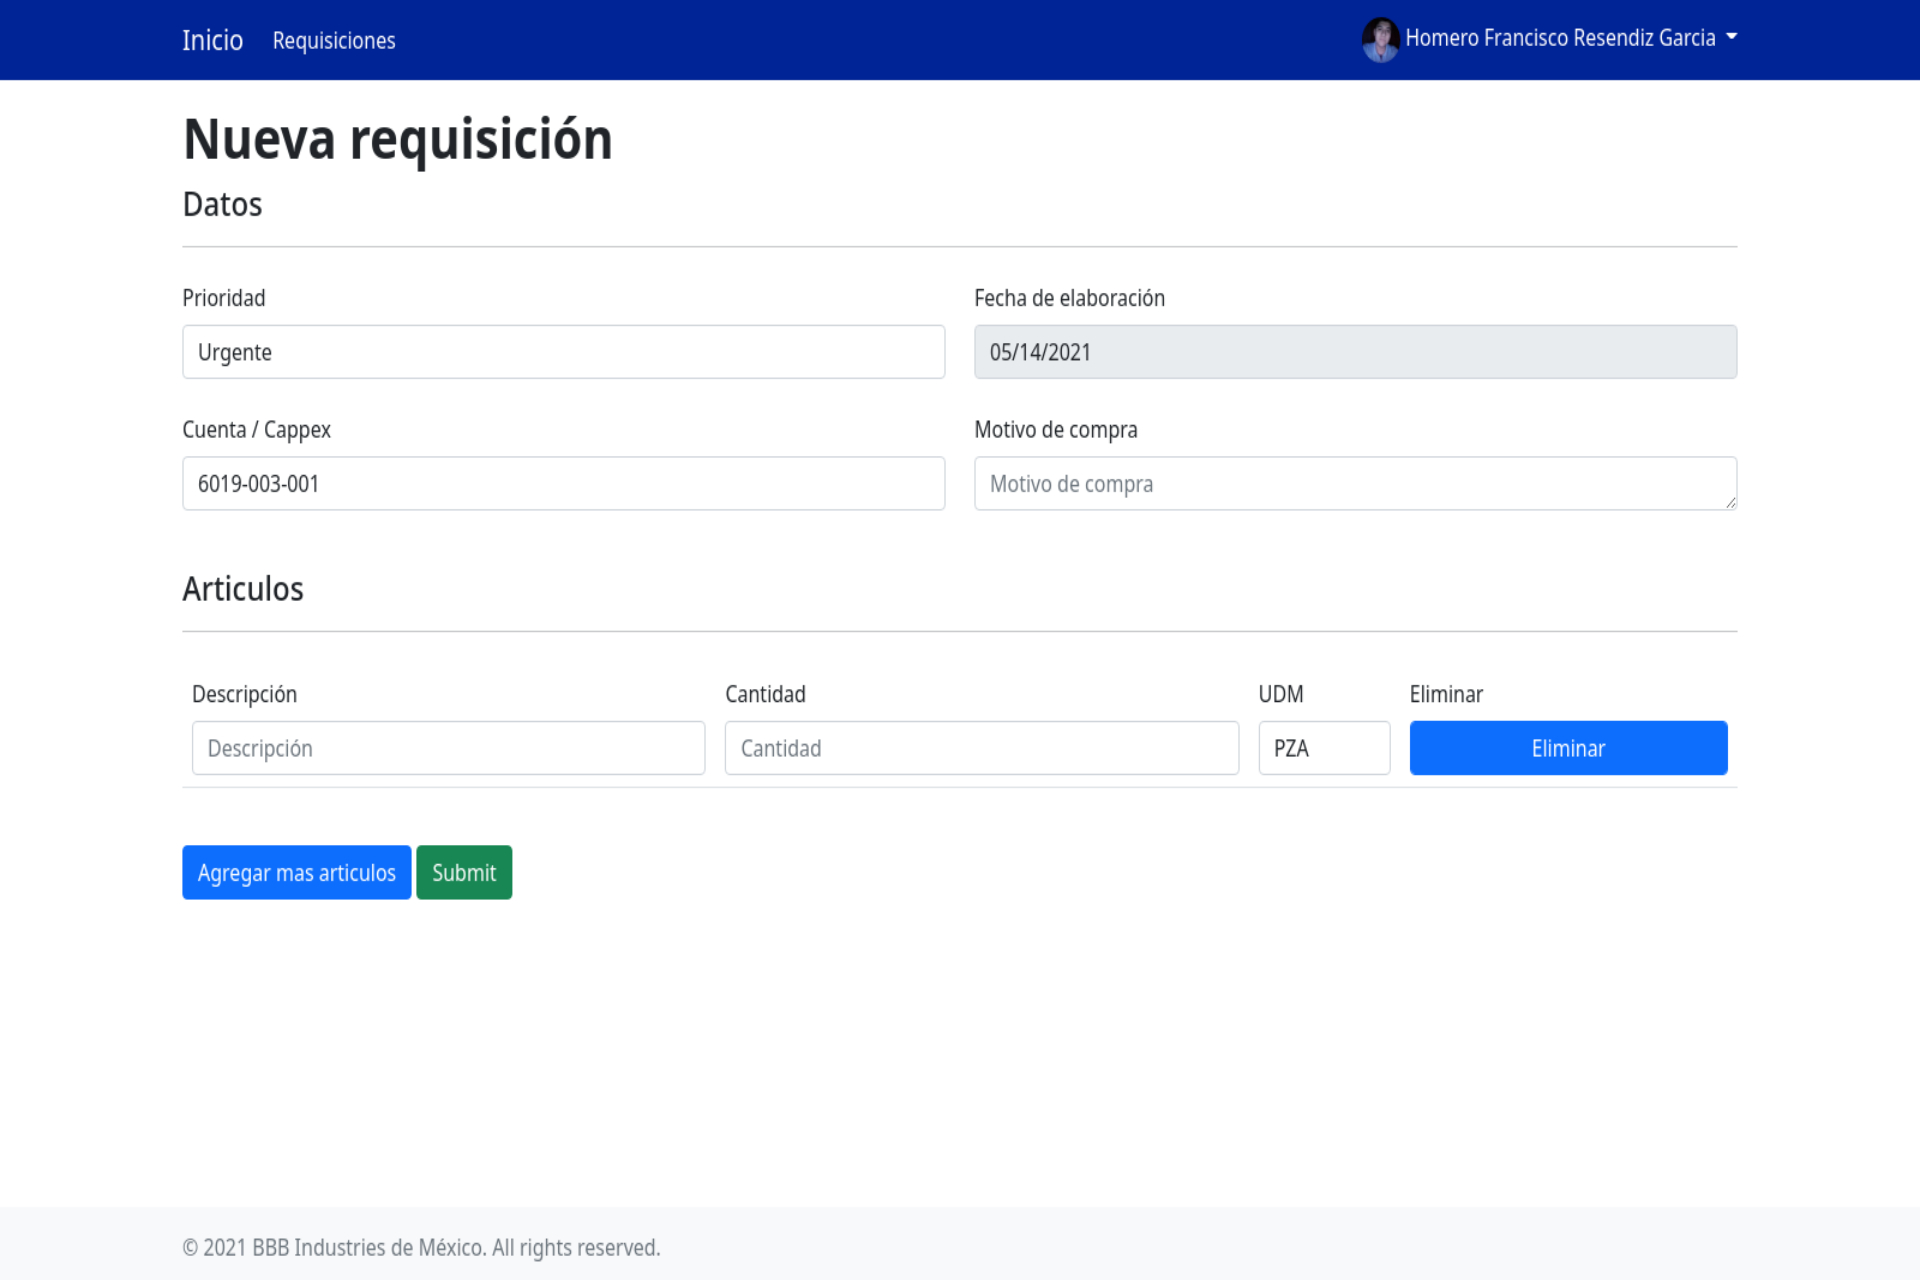 Inicio Requisiciones Homero Francisco Resendiz Garcia
Nueva requisición
Datos
Prioridad Fecha de elaboración
Urgente 05/14/2021
Cuenta / Cappex Motivo de compra
6019-003-001 Motivo de compra
Articulos
Descripción Cantidad UDM Eliminar
Descripción Cantidad PZA Eliminar
Agregar mas articulos Submit
© 2021 BBB Industries de México. All rights reserved.